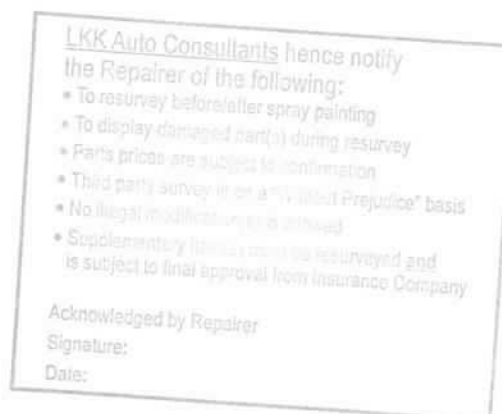 LKK Auto Consultants hence notify
the Repairer of the following:
• To resurvey before/after spray painting
• To display damaged part(s) during resurvey
• Parts prices are subject to confirmation
• Third party survey is on a "Without Prejudice" basis
• No illegal modification(s) is allowed
• Supplementary item(s) must be resurveyed and
is subject to final approval from Insurance Company
Acknowledged by Repairer
Signature:
Date: